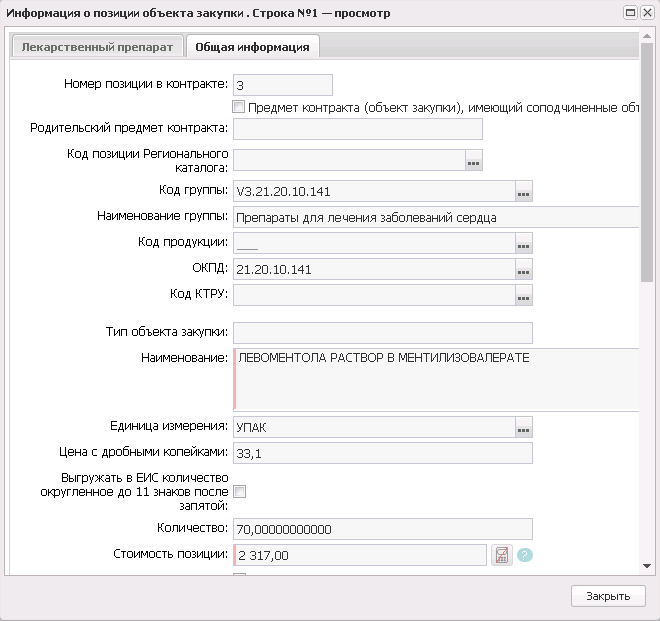 Информация о позиции объекта закупки . Строка №1 — просмотр
Лекарственный препарат
Общая информация
Номер позиции в контракте: 3
Предмет контракта (объект закупки), имеющий соподчиненные объ
Родительский предмет контракта:
Код позиции Регионального
каталога:
...
Код группы: V3.21.20.10.141 ...
Наименование группы: Препараты для лечения заболеваний сердца
Код продукции: ___ ...
ОКПД: 21.20.10.141 ...
Код КТРУ: ...
Тип объекта закупки:
Наименование: ЛЕВОМЕНТОЛА РАСТВОР В МЕНТИЛИЗОВАЛЕРАТЕ
Единица измерения: УПАК ...
Цена с дробными копейками: 33,1
Выгружать в ЕИС количество
округленное до 11 знаков после
запятой:
Количество: 70,00000000000
Стоимость позиции: 2 317,00 ?
Закрыть